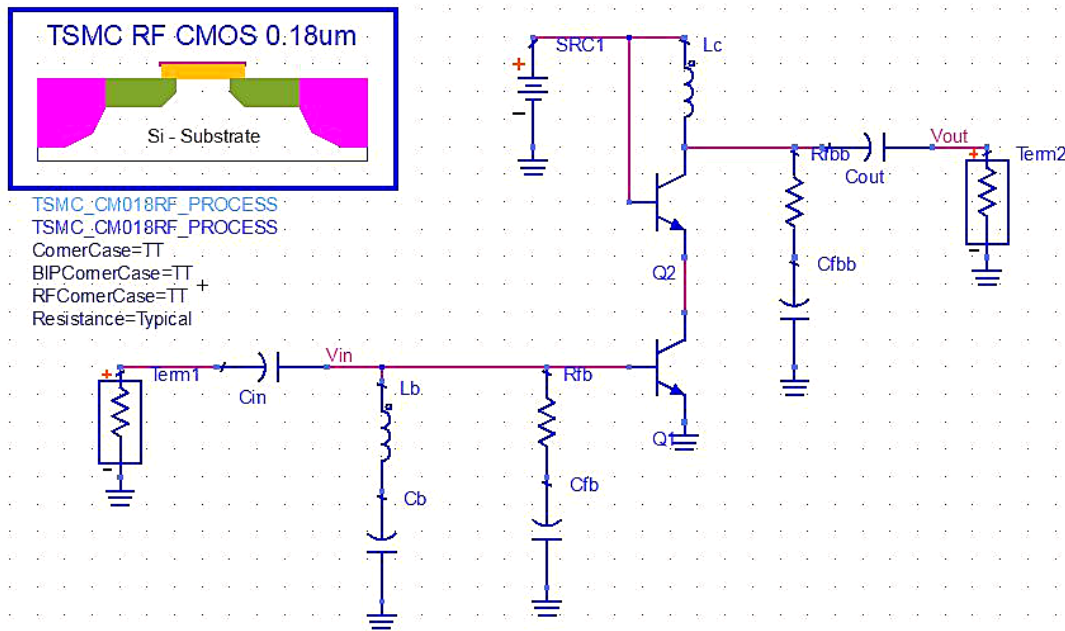 TSMC RF CMOS 0.18um
Si - Substrate
TSMC_CM018RF_PROCESS
TSMC_CM018RF_PROCESS
CornerCase=TT
BIPCornerCase=TT
RFCornerCase=TT
Resistance=Typical
SRC1
Lc
Rfbb
Cout
Vout
Term2
Cfbb
Q2
Term1
Cin
Vin
Lb
Rfb
Q1
Cb
Cfb